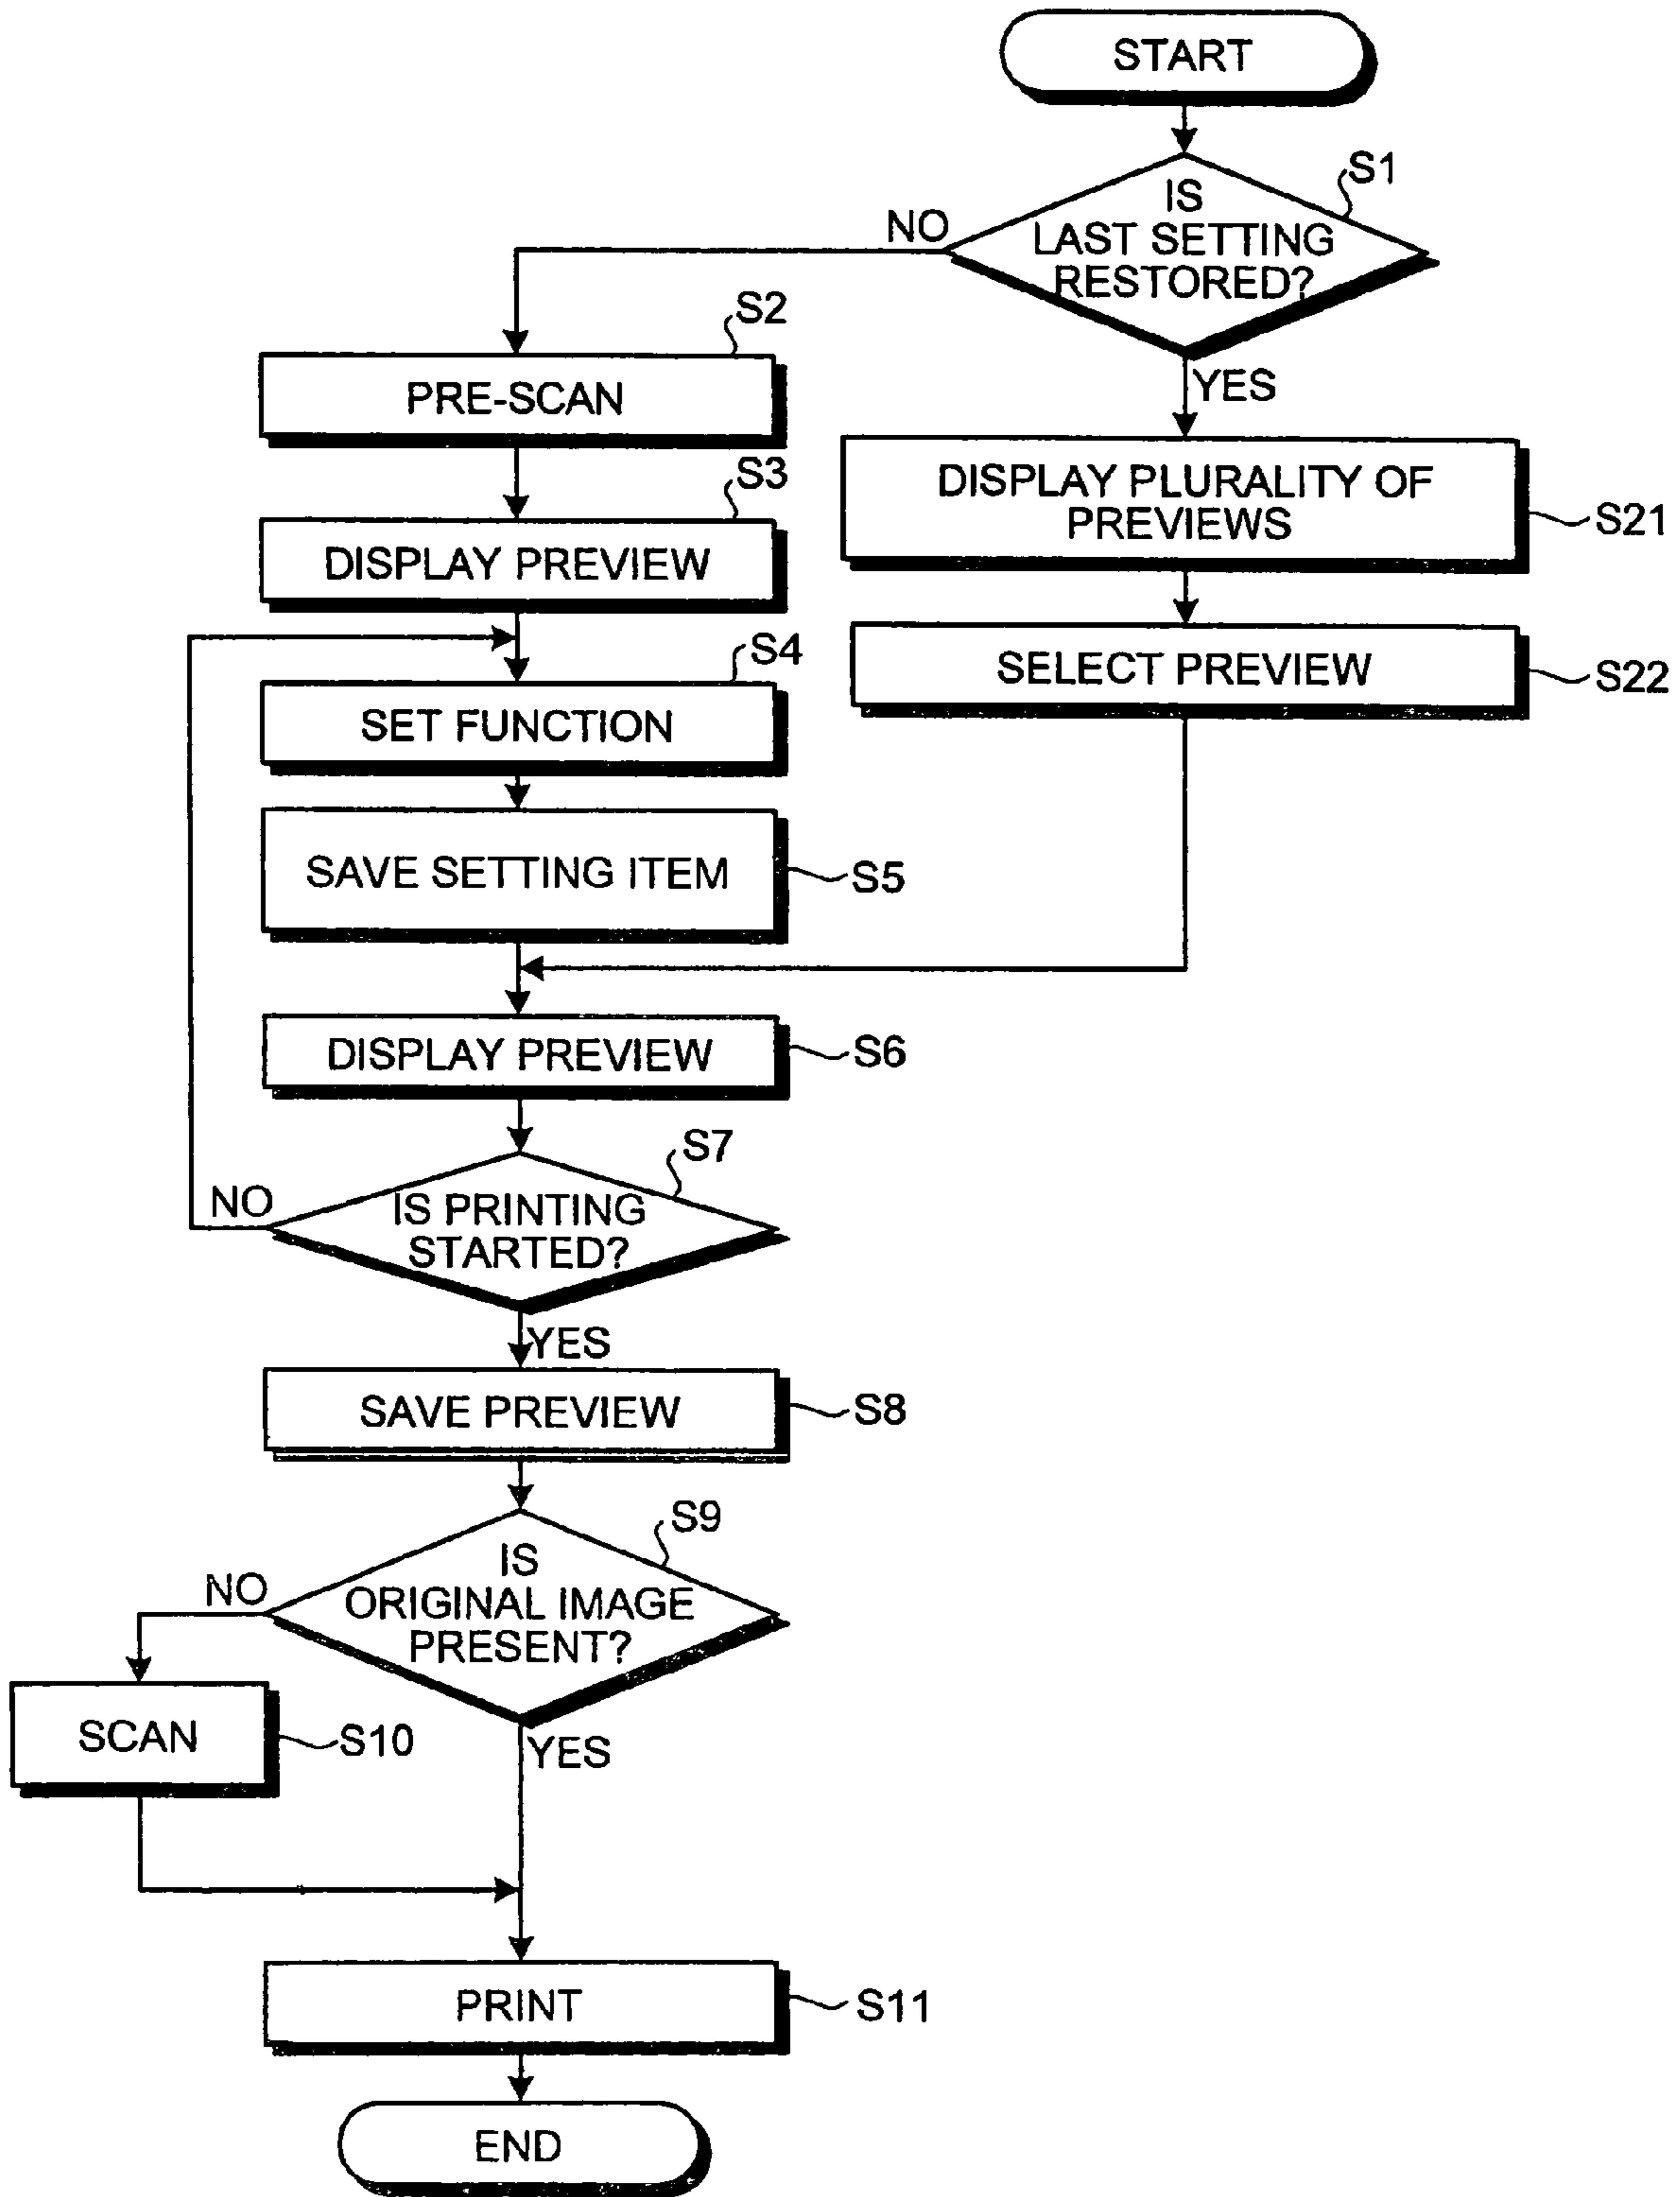 START
S1
IS
LAST SETTING
RESTORED?
NO
YES
S2
PRE-SCAN
S3
DISPLAY PREVIEW
DISPLAY PLURALITY OF
PREVIEWS
S21
SELECT PREVIEW
S22
S4
SET FUNCTION
SAVE SETTING ITEM
S5
DISPLAY PREVIEW
S6
S7
IS PRINTING
STARTED?
NO
YES
SAVE PREVIEW
S8
S9
IS
ORIGINAL IMAGE
PRESENT?
NO
YES
SCAN
S10
PRINT
S11
END